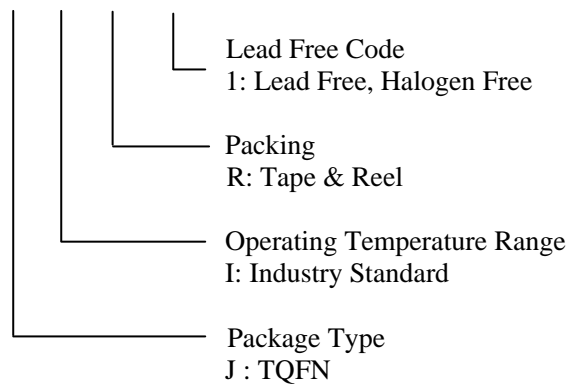 Lead Free Code
1: Lead Free, Halogen Free
Packing
R: Tape & Reel
Operating Temperature Range
I: Industry Standard
Package Type
J : TQFN